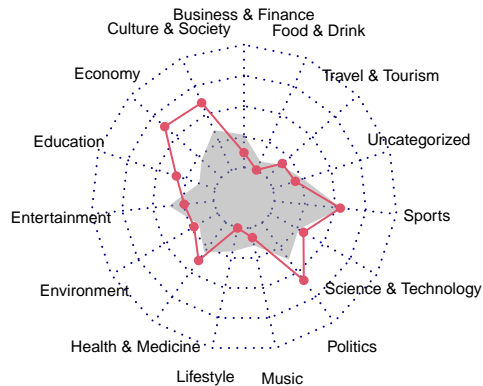 Business & Finance
Culture & Society
Food & Drink
Economy
Travel & Tourism
Education
Uncategorized
Entertainment
Sports
Environment
Science & Technology
Health & Medicine
Politics
Lifestyle
Music